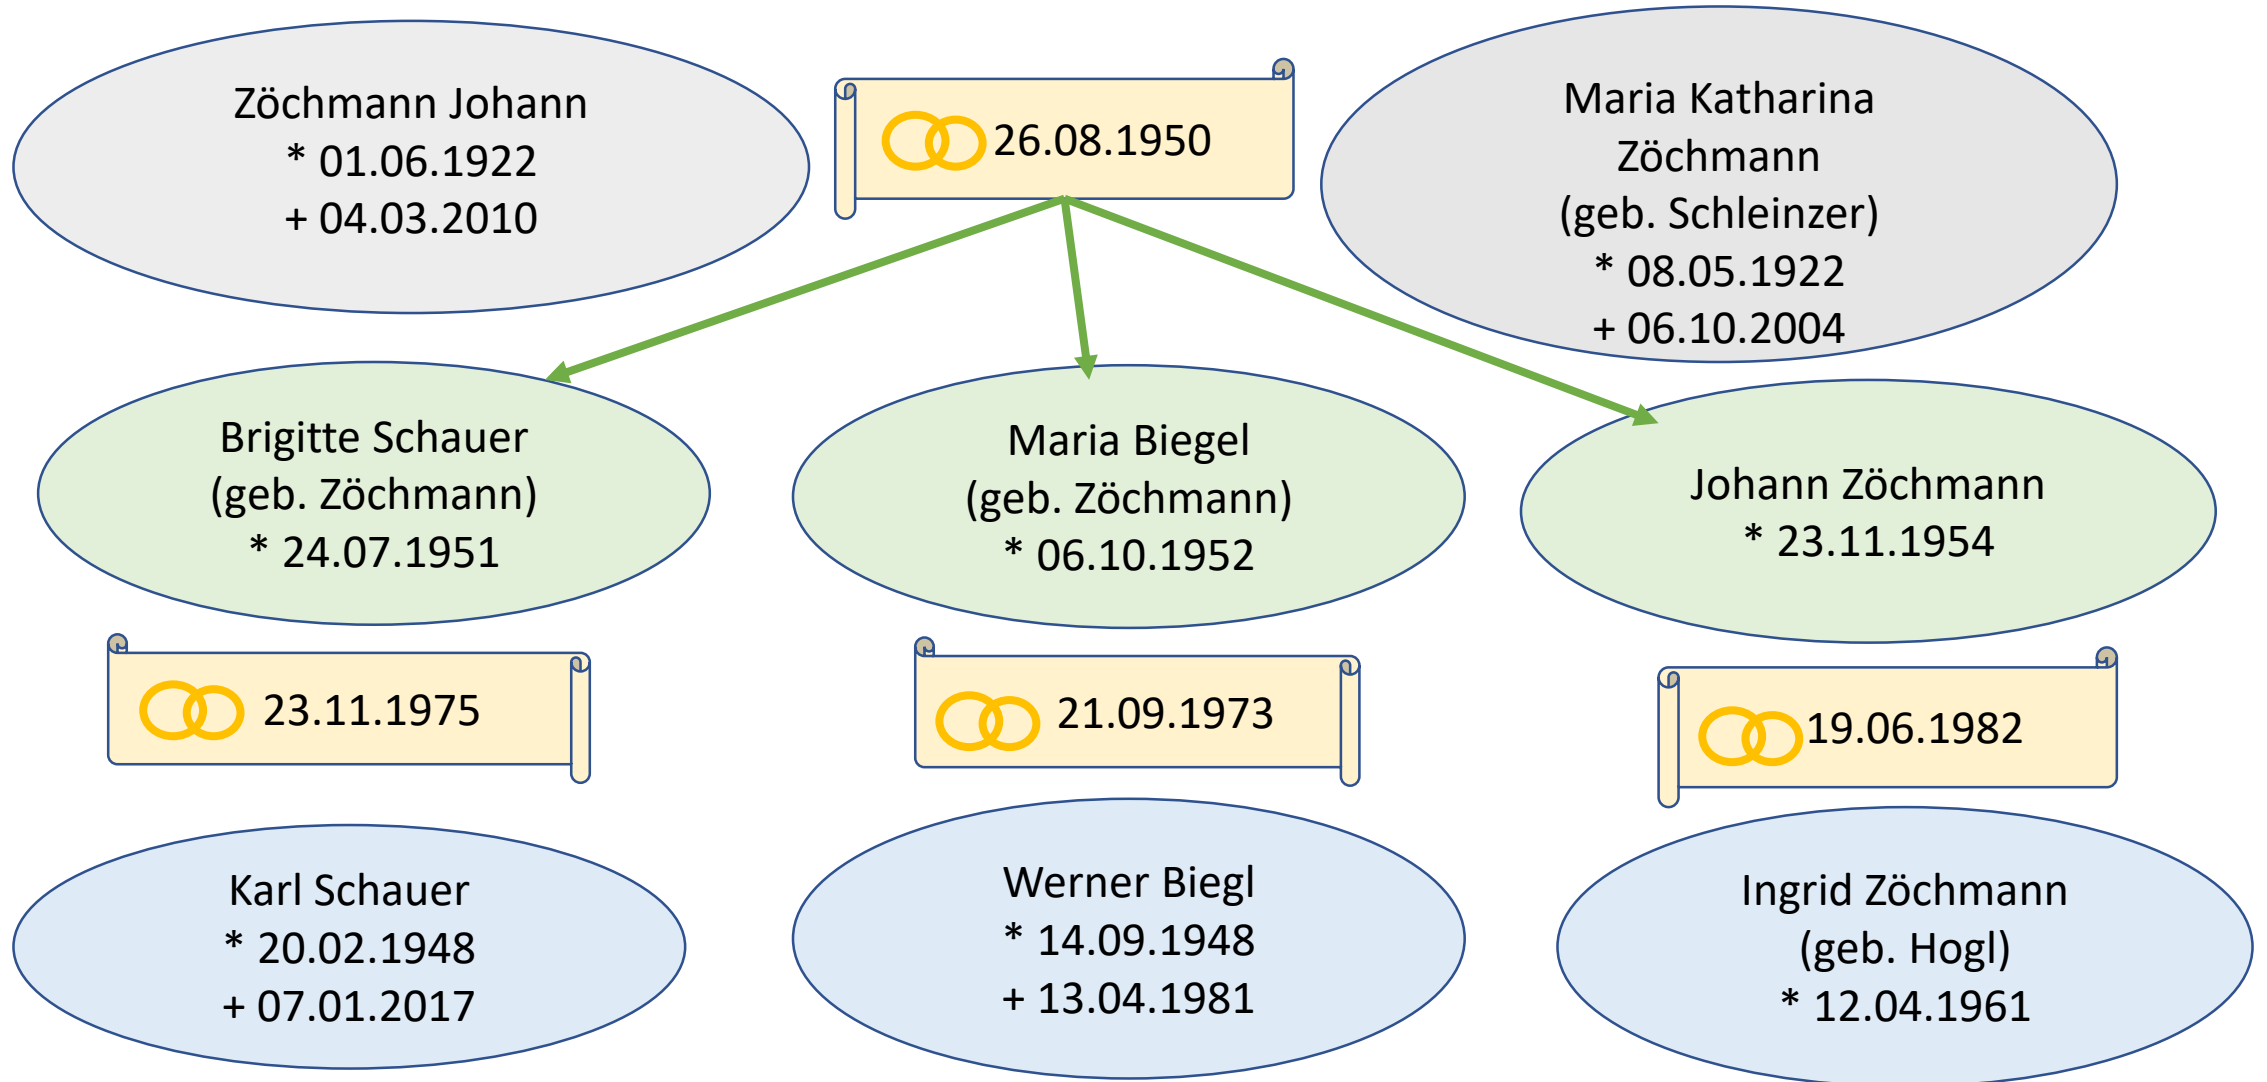 Zöchmann Johann
* 01.06.1922
+ 04.03.2010
26.08.1950
Maria Katharina
Zöchmann
(geb. Schleinzer)
* 08.05.1922
+ 06.10.2004
Brigitte Schauer
(geb. Zöchmann)
* 24.07.1951
Maria Biegel
(geb. Zöchmann)
* 06.10.1952
Johann Zöchmann
* 23.11.1954
23.11.1975
21.09.1973
19.06.1982
Karl Schauer
* 20.02.1948
+ 07.01.2017
Werner Biegl
* 14.09.1948
+ 13.04.1981
Ingrid Zöchmann
(geb. Hogl)
* 12.04.1961